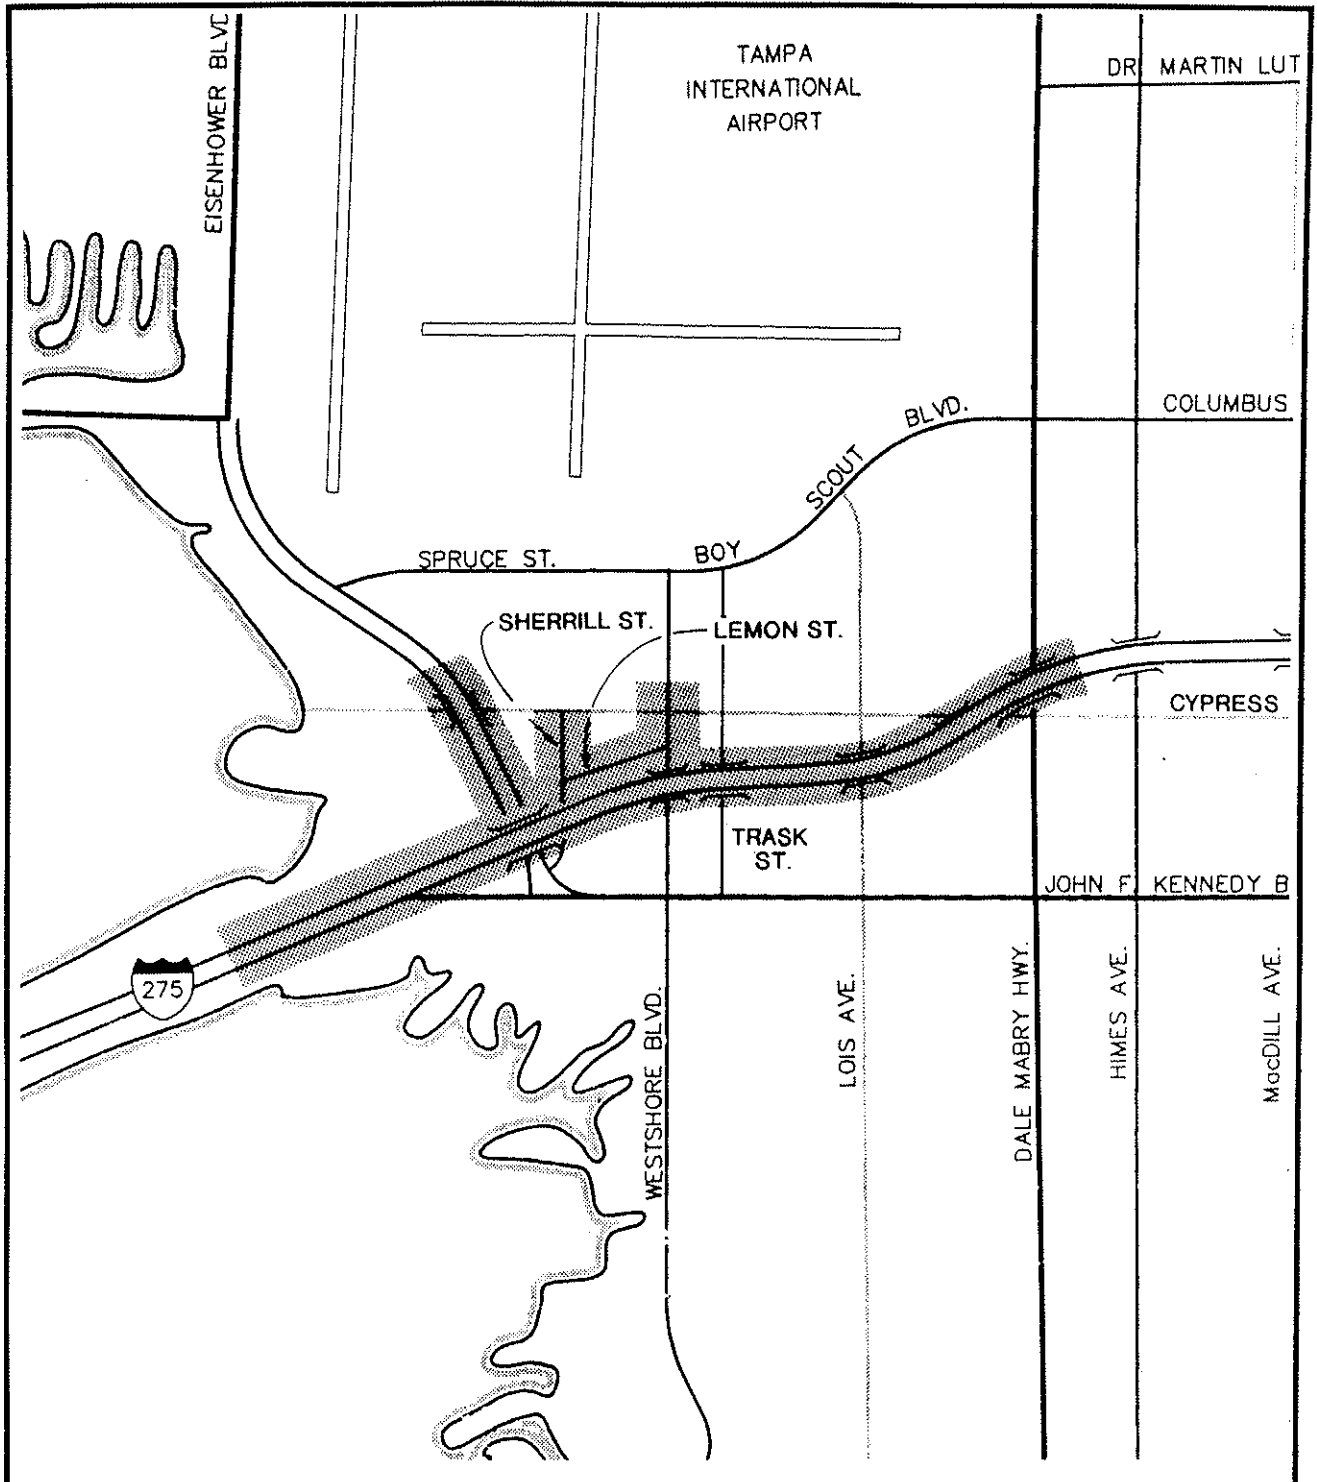 EISENHOWER BLVD
TAMPA
INTERNATIONAL
AIRPORT
DR MARTIN LUT
COLUMBUS
BOY SCOUT BLVD.
SPRUCE ST.
SHERRILL ST.
LEMON ST.
CYPRESS
TRASK
ST.
JOHN F KENNEDY B
275
WESTSHORE BLVD.
LOIS AVE.
DALE MABRY HWY.
HIMES AVE.
MacDILL AVE.